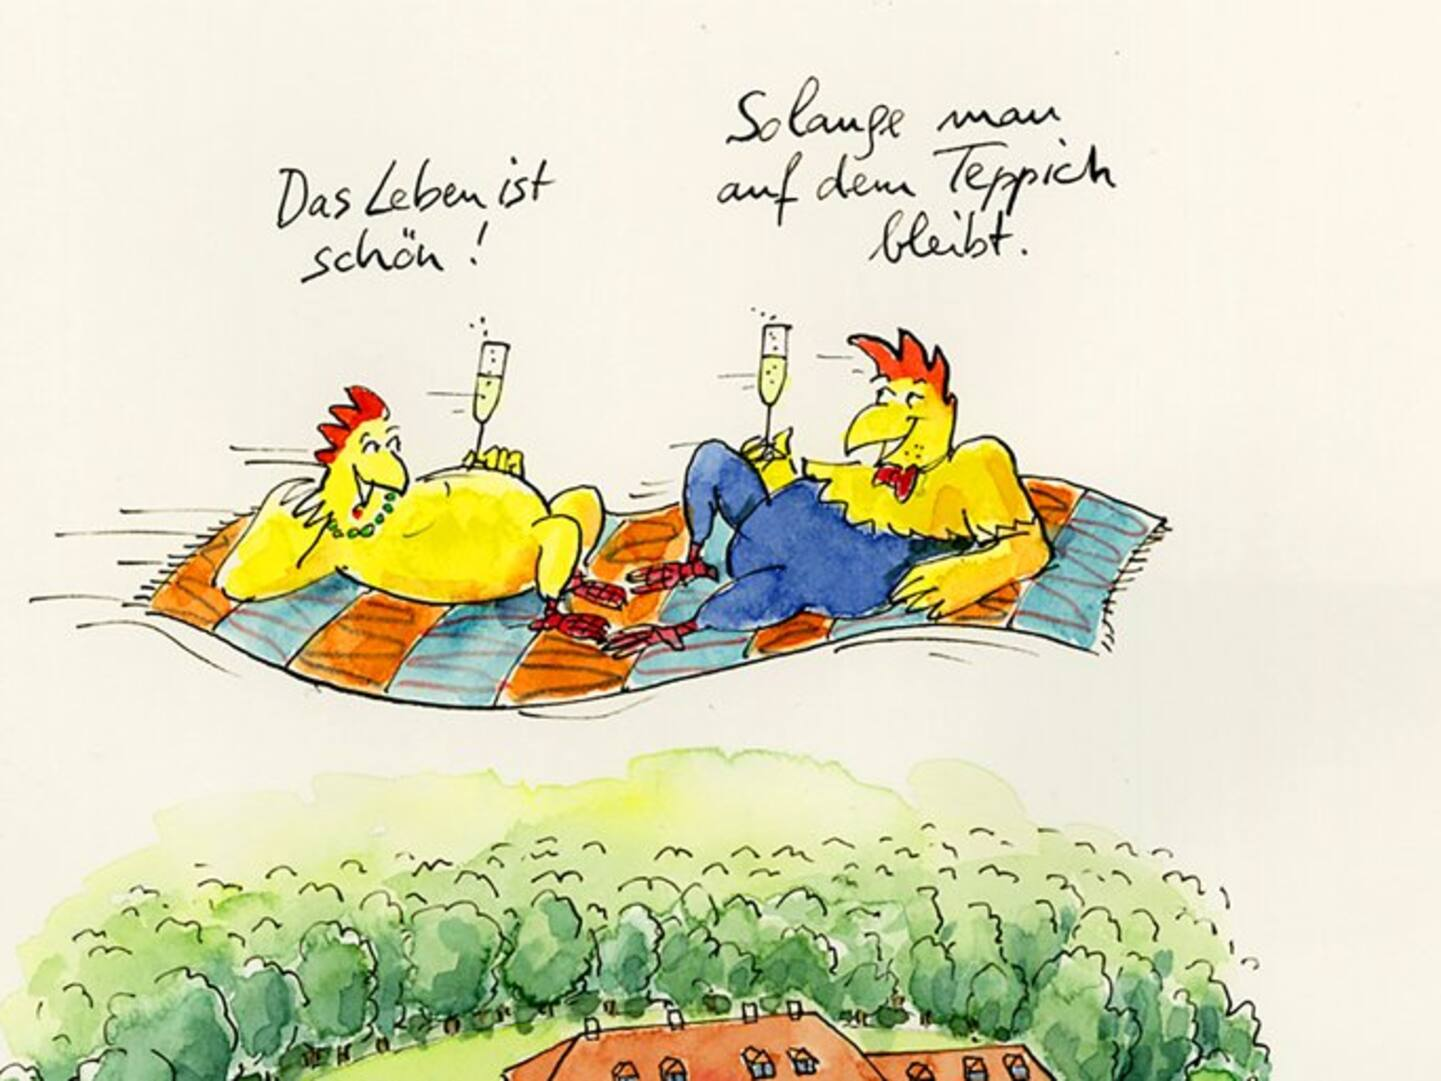 Das Leben ist
schön!
Solange man
auf dem Teppich
bleibt.